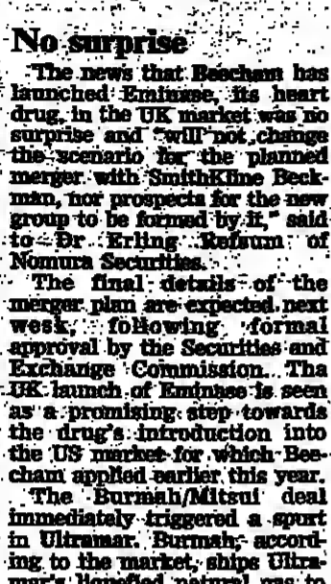 No surprise
The news that Beecham has
launched Eminase, its heart
drug, in the UK market was no
surprise and "will not change
the scenario for the planned
merger with SmithKline Beck-
man, nor prospects for the new
group to be formed by it," said
to Dr Erling Refsum of
Nomura Securities.
The final details of the
merger plan are expected next
week, following formal
approval by the Securities and
Exchange Commission. Tha
UK launch of Eminase is seen
as a promising step towards
the drug's introduction into
the US market for which Bee-
cham applied earlier this year.
The Burmah/Mitsui deal
immediately triggered a spurt
in Ultramar. Burmah, accord-
ing to the market, ships Ultra-
mar's liquefied natural gas